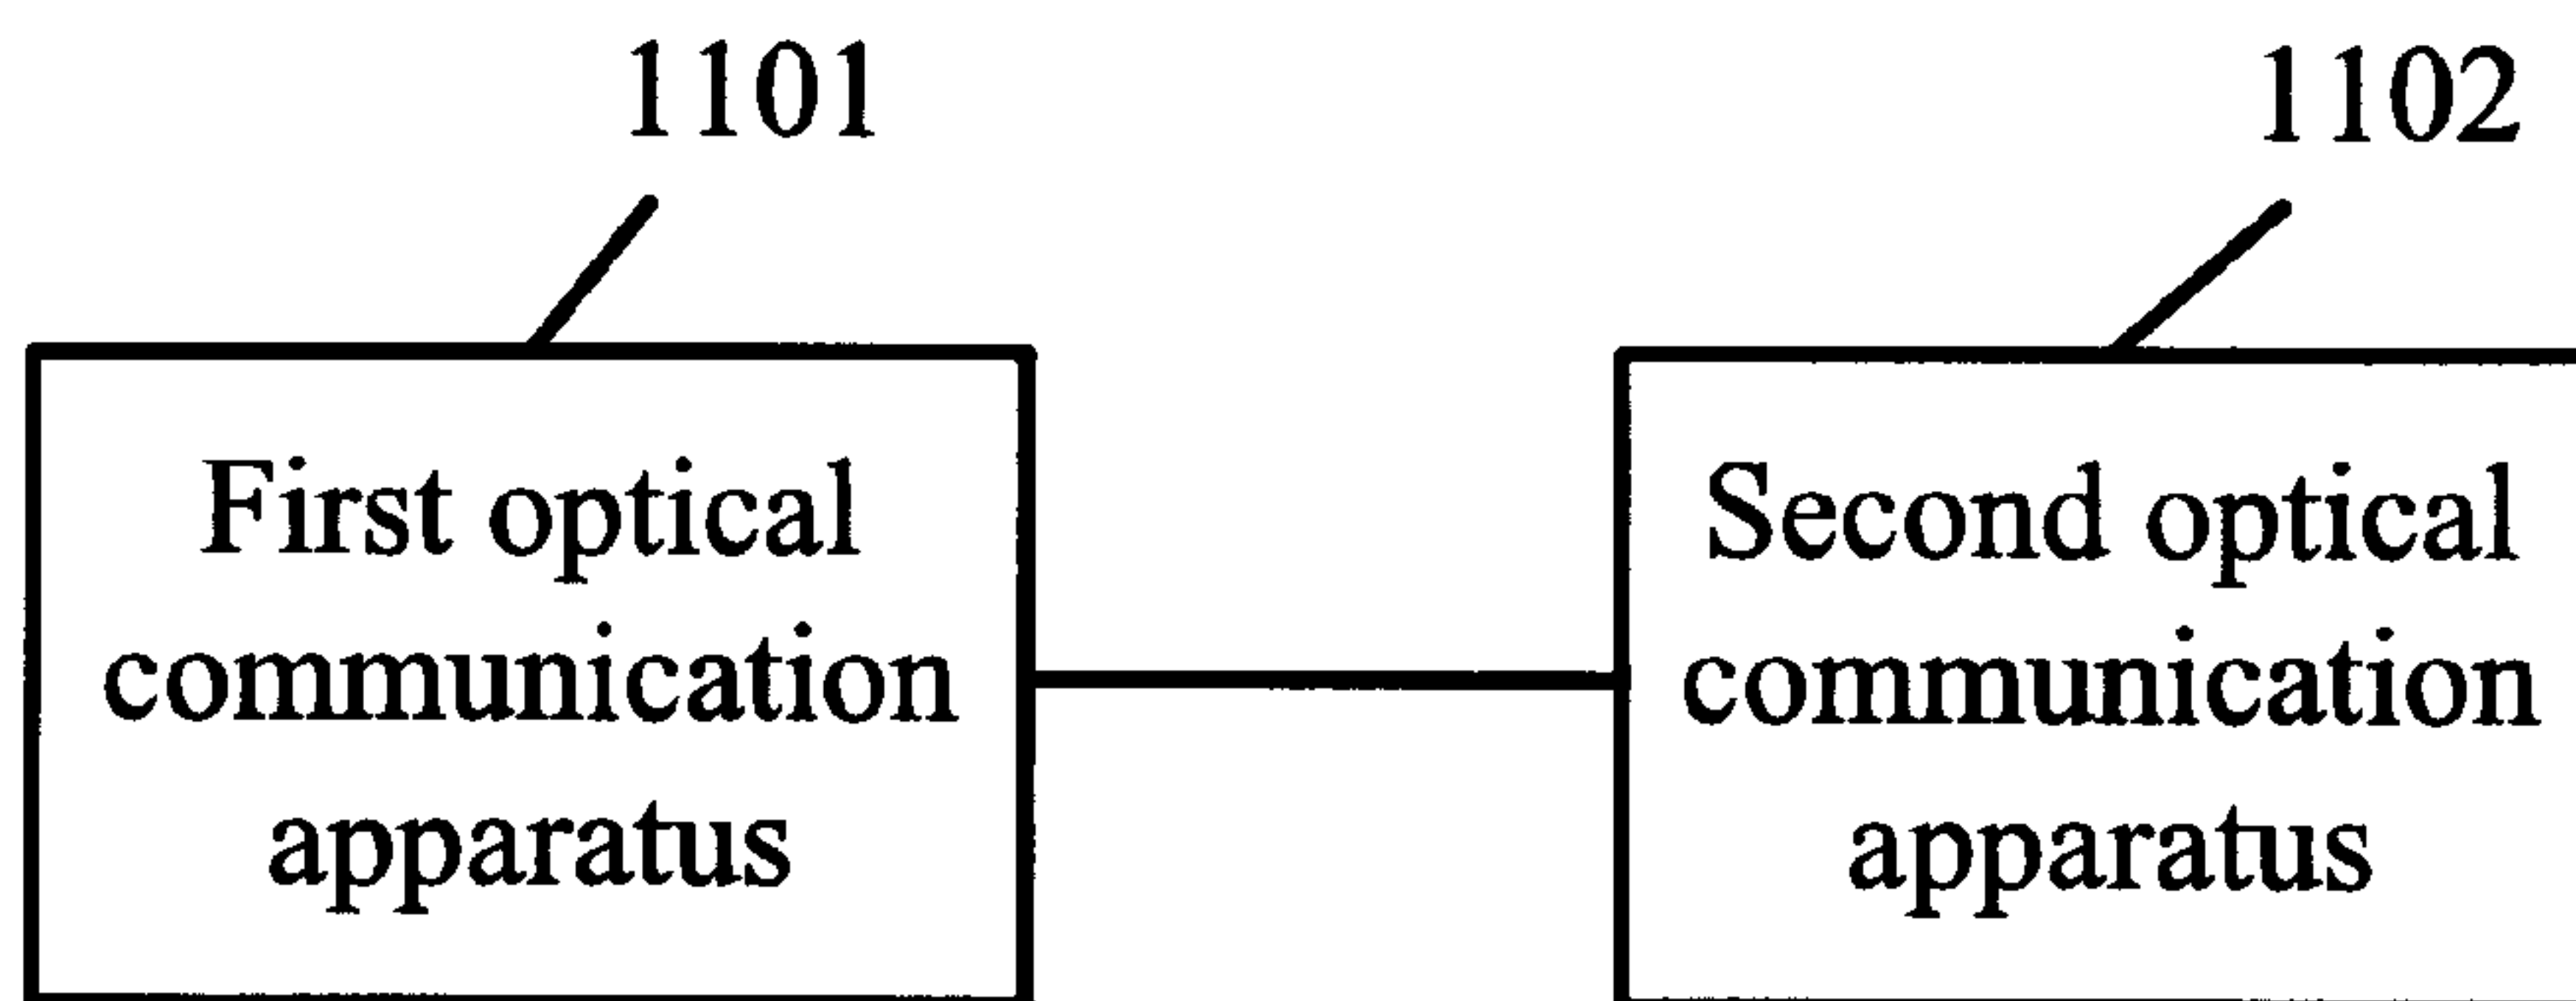 1101
1102
First optical
communication
apparatus
Second optical
communication
apparatus